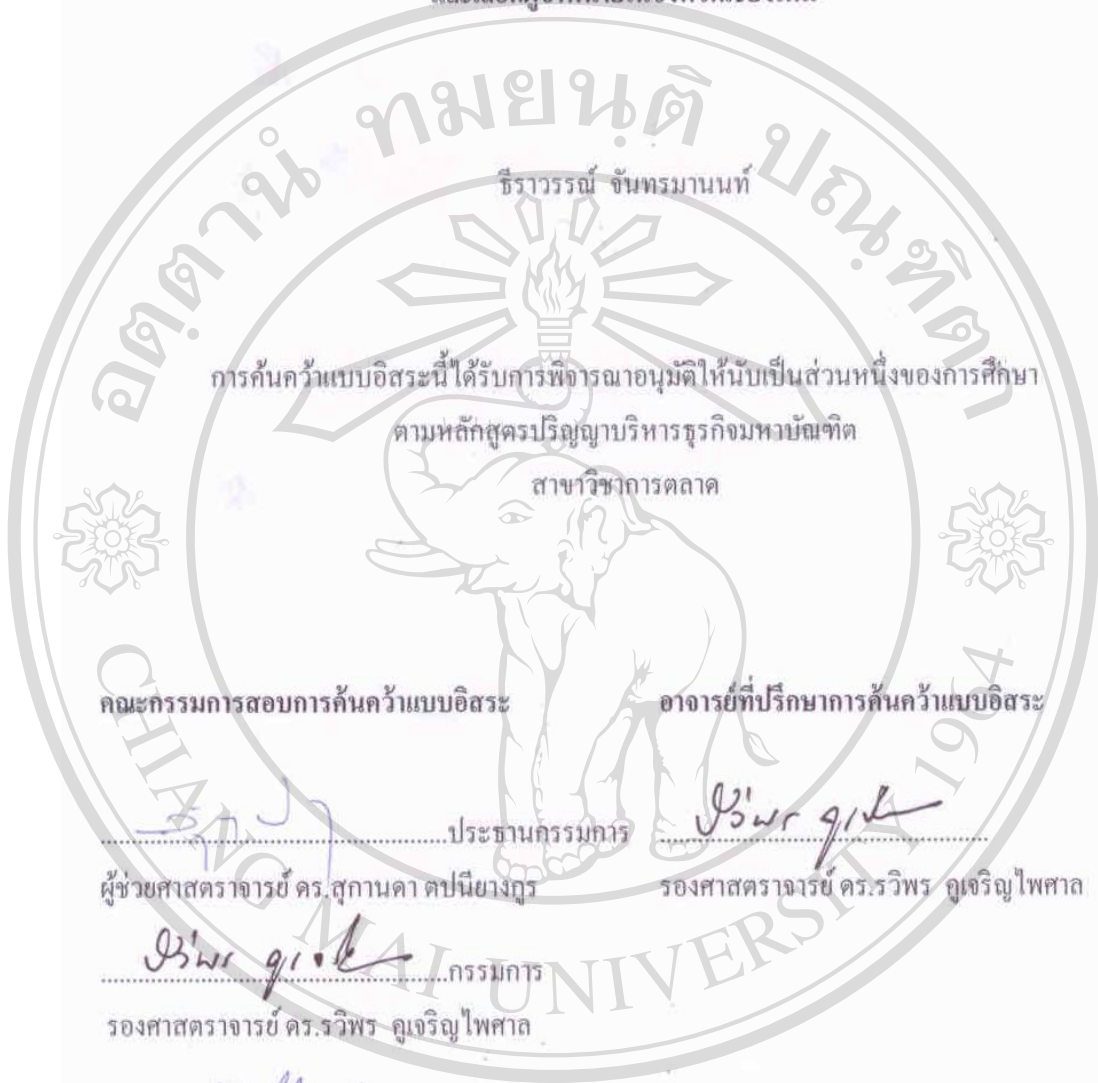 ธีราวรรณ์ จันทรมานนท์
การค้นคว้าแบบอิสระนี้ได้รับการพิจารณาอนุมัติให้นับเป็นส่วนหนึ่งของการศึกษา
ตามหลักสูตรปริญญาบริหารธุรกิจมหาบัณฑิต
สาขาวิชาการตลาด
คณะกรรมการสอบการค้นคว้าแบบอิสระ
อาจารย์ที่ปรึกษาการค้นคว้าแบบอิสระ
ประธานกรรมการ
ผู้ช่วยศาสตราจารย์ ดร.สุกานดา ตปนียางกูร
รองศาสตราจารย์ ดร.รวิพร คูเจริญไพศาล
กรรมการ
รองศาสตราจารย์ ดร.รวิพร คูเจริญไพศาล
อตฺตานํ ทมยนฺติ ปณฺฑิตา
CHIANG MAI UNIVERSITY 1964